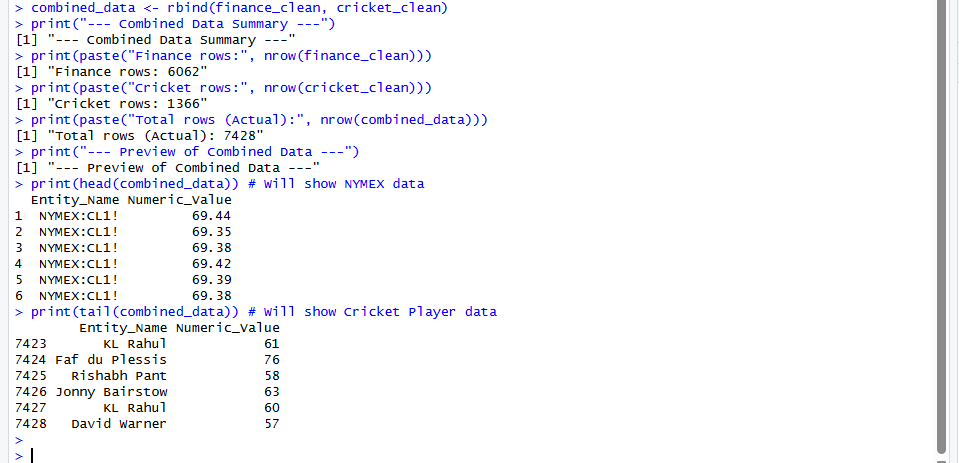 > combined_data <- rbind(finance_clean, cricket_clean)
> print("--- Combined Data Summary ---")
[1] "--- Combined Data Summary ---"
> print(paste("Finance rows:", nrow(finance_clean)))
[1] "Finance rows: 6062"
> print(paste("Cricket rows:", nrow(cricket_clean)))
[1] "Cricket rows: 1366"
> print(paste("Total rows (Actual):", nrow(combined_data)))
[1] "Total rows (Actual): 7428"
> print("--- Preview of Combined Data ---")
[1] "--- Preview of Combined Data ---"
> print(head(combined_data)) # Will show NYMEX data
  Entity_Name Numeric_Value
1  NYMEX:CL1!         69.44
2  NYMEX:CL1!         69.35
3  NYMEX:CL1!         69.38
4  NYMEX:CL1!         69.42
5  NYMEX:CL1!         69.39
6  NYMEX:CL1!         69.38
> print(tail(combined_data)) # Will show Cricket Player data
        Entity_Name Numeric_Value
7423       KL Rahul            61
7424 Faf du Plessis            76
7425   Rishabh Pant            58
7426 Jonny Bairstow            63
7427       KL Rahul            60
7428   David Warner            57
>
>